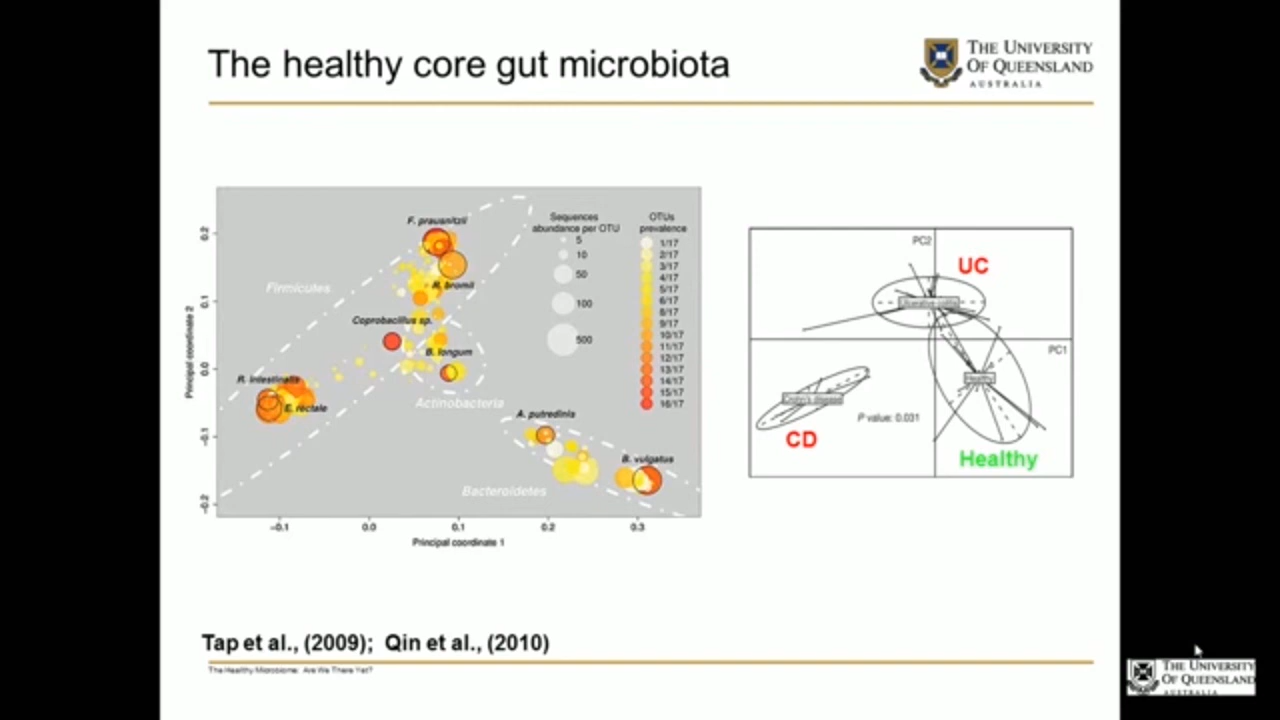 The healthy core gut microbiota
THE UNIVERSITY
OF QUEENSLAND
AUSTRALIA
F. prausnitzii
R. bromii
Firmicutes
Coprobacillus sp.
B. longum
R. intestinalis
E. rectale
Actinobacteria
A. putredinis
B. vulgatus
Bacteroidetes
Sequences
abundance per OTU
5
10
50
100
500
OTUs
prevalence
1/17
2/17
3/17
4/17
5/17
6/17
8/17
9/17
10/17
11/17
12/17
13/17
14/17
15/17
16/17
Principal coordinate 2
0.2
0.1
0.0
−0.1
−0.2
−0.1
0.0
0.1
0.2
0.3
Principal coordinate 1
PC2
UC
Ulcerative colitis
PC1
Healthy
Crohn's disease
P value: 0.031
CD
Healthy
Tap et al., (2009); Qin et al., (2010)
The Healthy Microbiome: Are We There Yet?
THE UNIVERSITY
OF QUEENSLAND
AUSTRALIA